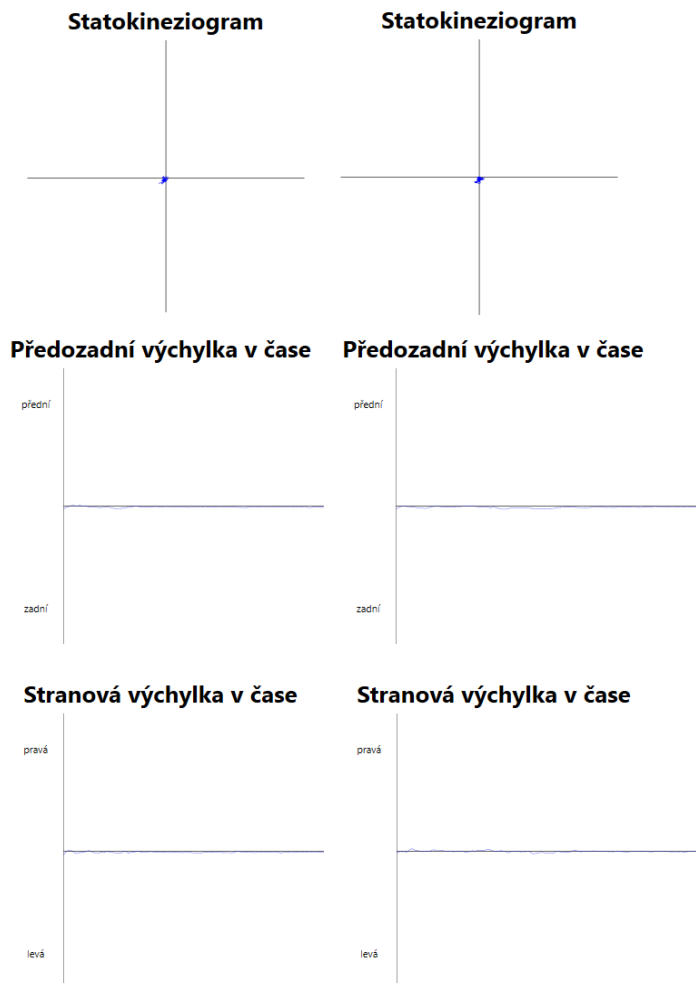 Statokineziogram
Statokineziogram
Předozadní výchylka v čase
Předozadní výchylka v čase
přední
přední
zadní
zadní
Stranová výchylka v čase
Stranová výchylka v čase
pravá
pravá
levá
levá